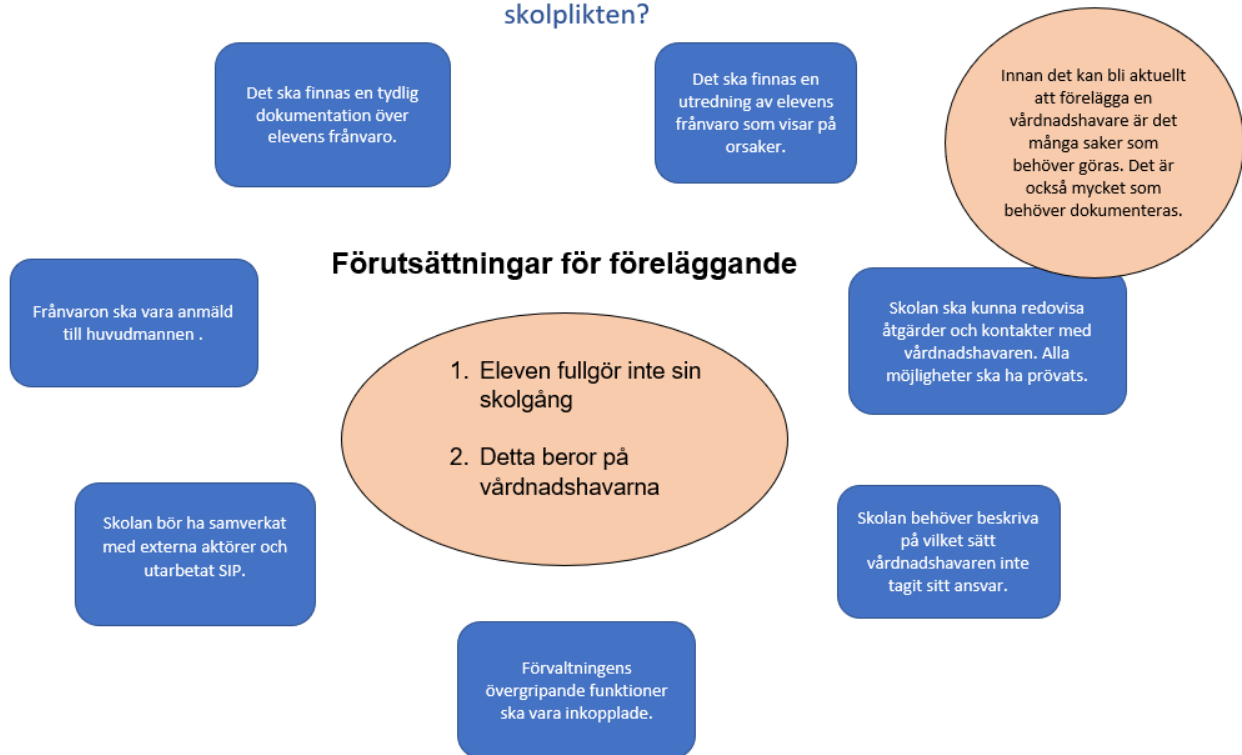 skolplikten?
Det ska finnas en tydlig
dokumentation över
elevens frånvaro.
Det ska finnas en
utredning av elevens
frånvaro som visar på
orsaker.
Innan det kan bli aktuellt
att förelägga en
vårdnadshavare är det
många saker som
behöver göras. Det är
också mycket som
behöver dokumenteras.
Förutsättningar för föreläggande
Frånvaron ska vara anmäld
till huvudmannen .
1. Eleven fullgör inte sin
skolgång
2. Detta beror på
vårdnadshavarna
Skolan ska kunna redovisa
åtgärder och kontakter med
vårdnadshavaren. Alla
möjligheter ska ha prövats.
Skolan bör ha samverkat
med externa aktörer och
utarbetat SIP.
Skolan behöver beskriva
på vilket sätt
vårdnadshavaren inte
tagit sitt ansvar.
Förvaltningens
övergripande funktioner
ska vara inkopplade.